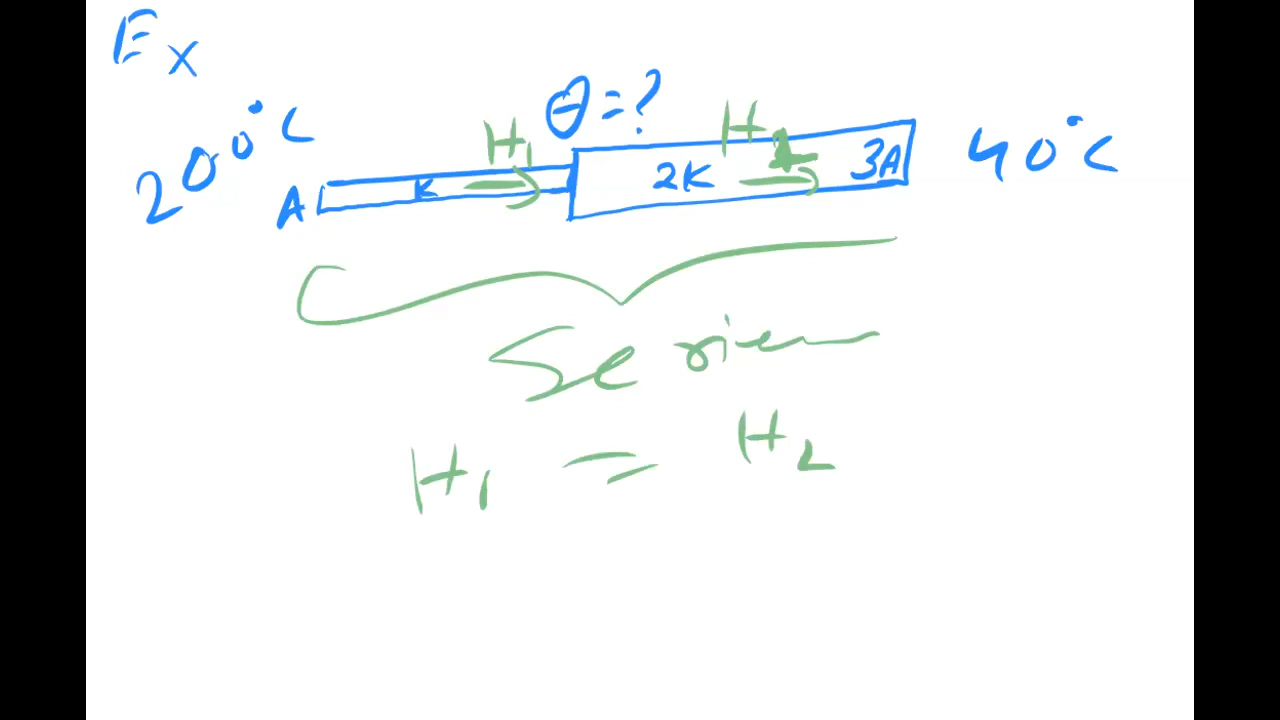 Ex
200°C A K H₁ θ=? 2K H₂ 3A 40°C
Series
H₁ = H₂